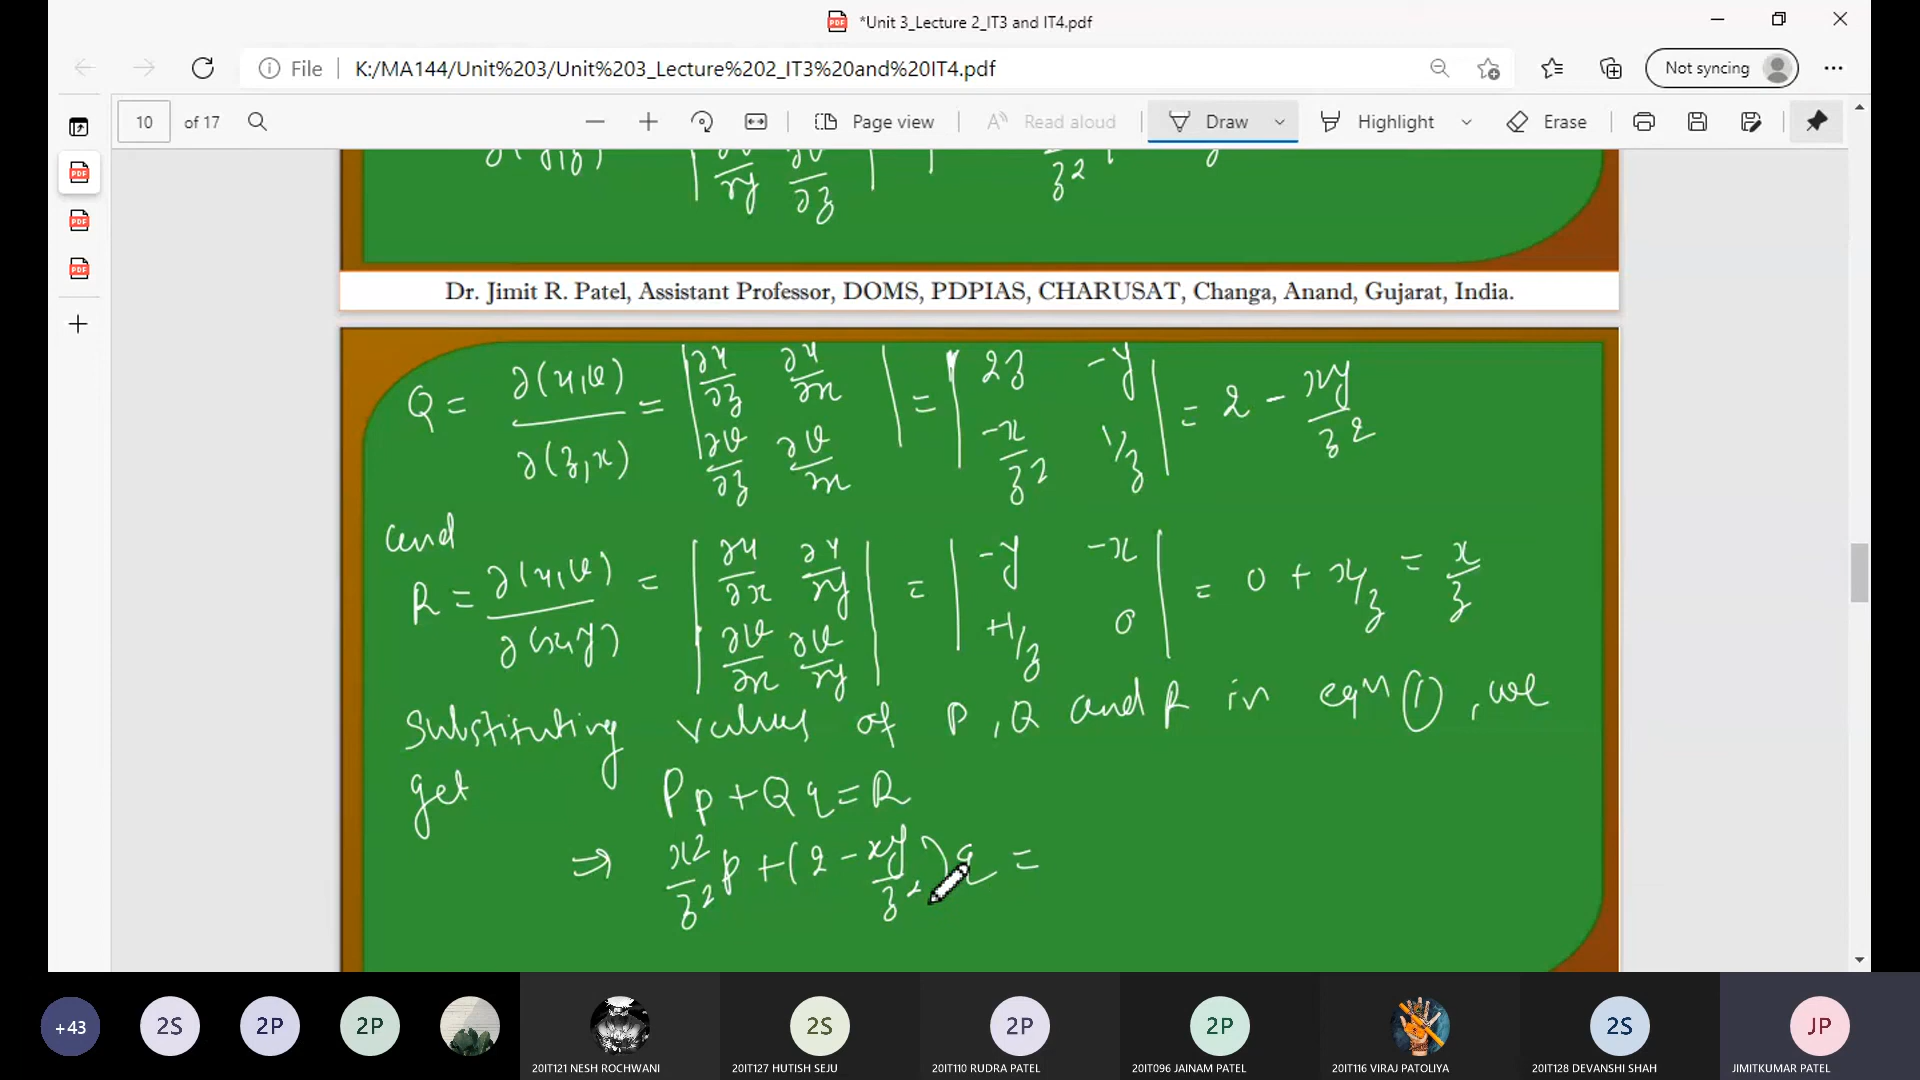 *Unit 3_Lecture 2_IT3 and IT4.pdf
File | K:/MA144/Unit%203/Unit%203_Lecture%202_IT3%20and%20IT4.pdf
Not syncing
10 of 17
Page view
Read aloud
Draw
Highlight
Erase
Dr. Jimit R. Patel, Assistant Professor, DOMS, PDPIAS, CHARUSAT, Changa, Anand, Gujarat, India.
Q = ∂(u,v)/∂(z,x) = |∂u/∂z ∂u/∂x; ∂v/∂z ∂v/∂x| = |2z -y; -x/z² 1/z| = 2 - xy/z²
and
R = ∂(u,v)/∂(x,y) = |∂u/∂x ∂u/∂y; ∂v/∂x ∂v/∂y| = |-y -x; +1/z 0| = 0 + x/z = x/z
Substituting values of P, Q and R in eqn ①, we
get Pp + Qq = R
⇒ x²/z² p + (2 - xy/z²)q =
+43
2S
2P
2P
2S
2P
2P
2S
JP
20IT121 NESH ROCHWANI
20IT127 HUTISH SEJU
20IT110 RUDRA PATEL
20IT096 JAINAM PATEL
20IT116 VIRAJ PATOLIYA
20IT128 DEVANSHI SHAH
JIMITKUMAR PATEL